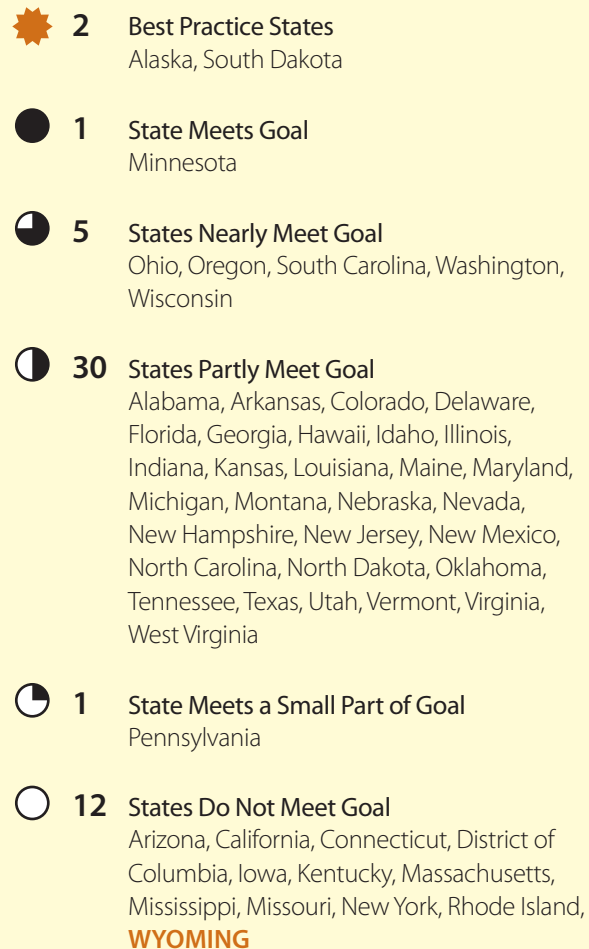 2 Best Practice States
Alaska, South Dakota
1 State Meets Goal
Minnesota
5 States Nearly Meet Goal
Ohio, Oregon, South Carolina, Washington,
Wisconsin
30 States Partly Meet Goal
Alabama, Arkansas, Colorado, Delaware,
Florida, Georgia, Hawaii, Idaho, Illinois,
Indiana, Kansas, Louisiana, Maine, Maryland,
Michigan, Montana, Nebraska, Nevada,
New Hampshire, New Jersey, New Mexico,
North Carolina, North Dakota, Oklahoma,
Tennessee, Texas, Utah, Vermont, Virginia,
West Virginia
1 State Meets a Small Part of Goal
Pennsylvania
12 States Do Not Meet Goal
Arizona, California, Connecticut, District of
Columbia, Iowa, Kentucky, Massachusetts,
Mississippi, Missouri, New York, Rhode Island,
WYOMING